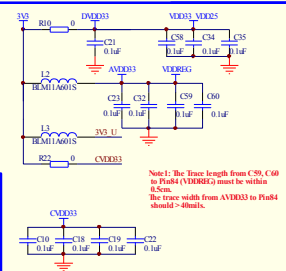 3V3 R10 0 DVDD33 VDD33_VDD25
C21 C58 C34 C35
0.1uF 0.1uF 0.1uF 0.1uF
L2 AVDD33 VDDREG
BLM11A601S C23 C32 C59 C60
0.1uF 0.1uF 0.1uF 0.1uF
L3
BLM11A601S 3V3_U
R22 0 CVDD33
Note1: The Trace length from C59, C60
to Pin84 (VDDREG) must be within
0.5cm.
The trace width from AVDD33 to Pin84
should > 40mils.
CVDD33
C10 C18 C19 C22
0.1uF 0.1uF 0.1uF 0.1uF